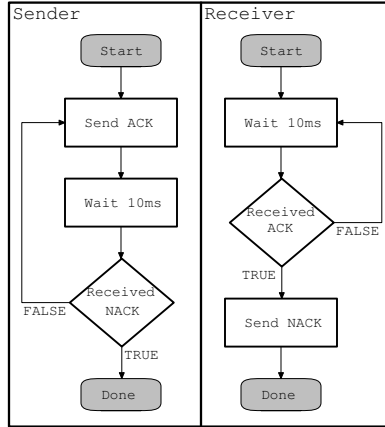 Sender
Start
Send ACK
Wait 10ms
Received
NACK
FALSE
TRUE
Done
Receiver
Start
Wait 10ms
Received
ACK
FALSE
TRUE
Send NACK
Done